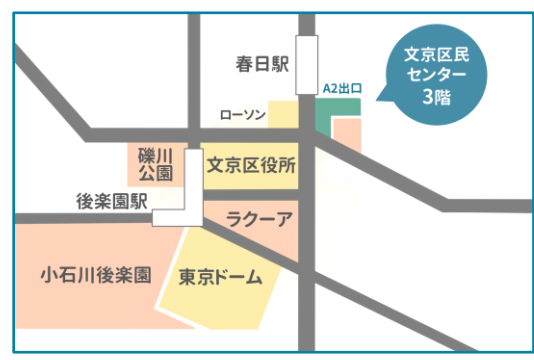 文京区民
センター
3階
春日駅
A2出口
ローソン
礫川
公園
文京区役所
後楽園駅
ラクーア
小石川後楽園
東京ドーム